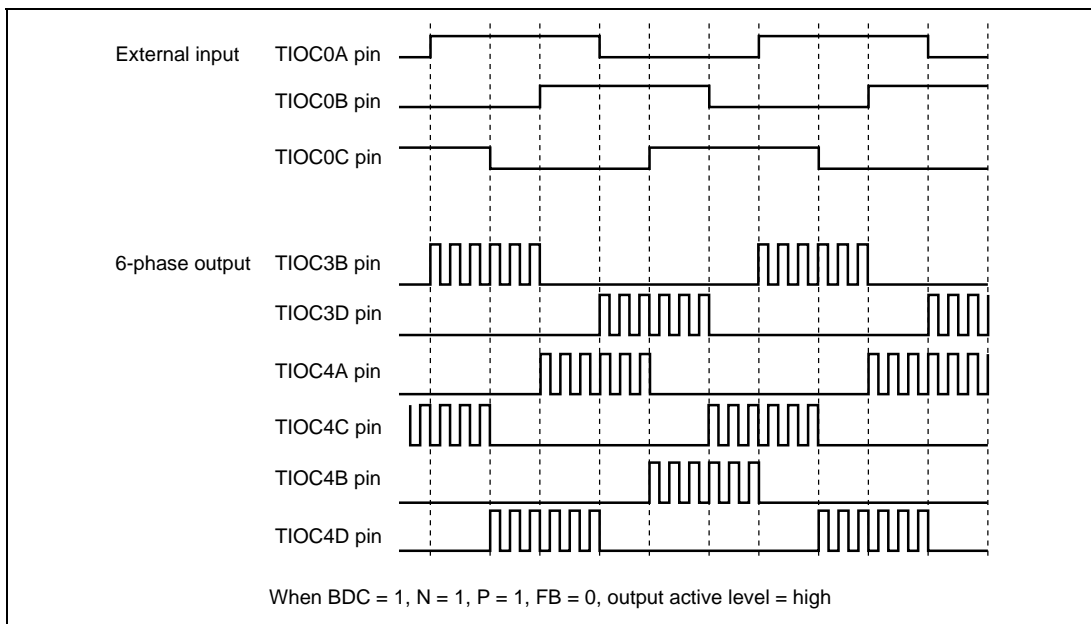 External input TIOC0A pin
TIOC0B pin
TIOC0C pin
6-phase output TIOC3B pin
TIOC3D pin
TIOC4A pin
TIOC4C pin
TIOC4B pin
TIOC4D pin
When BDC = 1, N = 1, P = 1, FB = 0, output active level = high